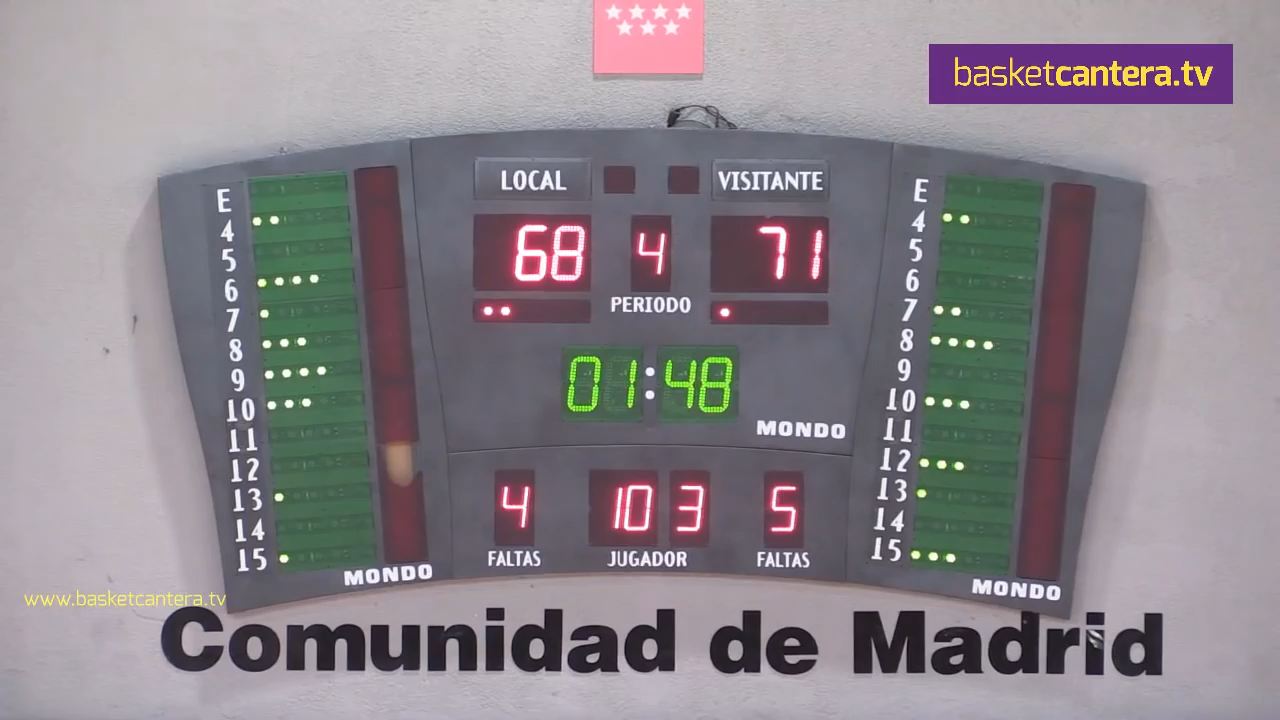 basketcantera.tv
LOCAL
VISITANTE
68
4
71
PERIODO
01:48
MONDO
E
4
5
6
7
8
9
10
11
12
13
14
15
MONDO
E
4
5
6
7
8
9
10
11
12
13
14
15
MONDO
4
10 3
5
FALTAS
JUGADOR
FALTAS
www.basketcantera.tv
Comunidad de Madrid